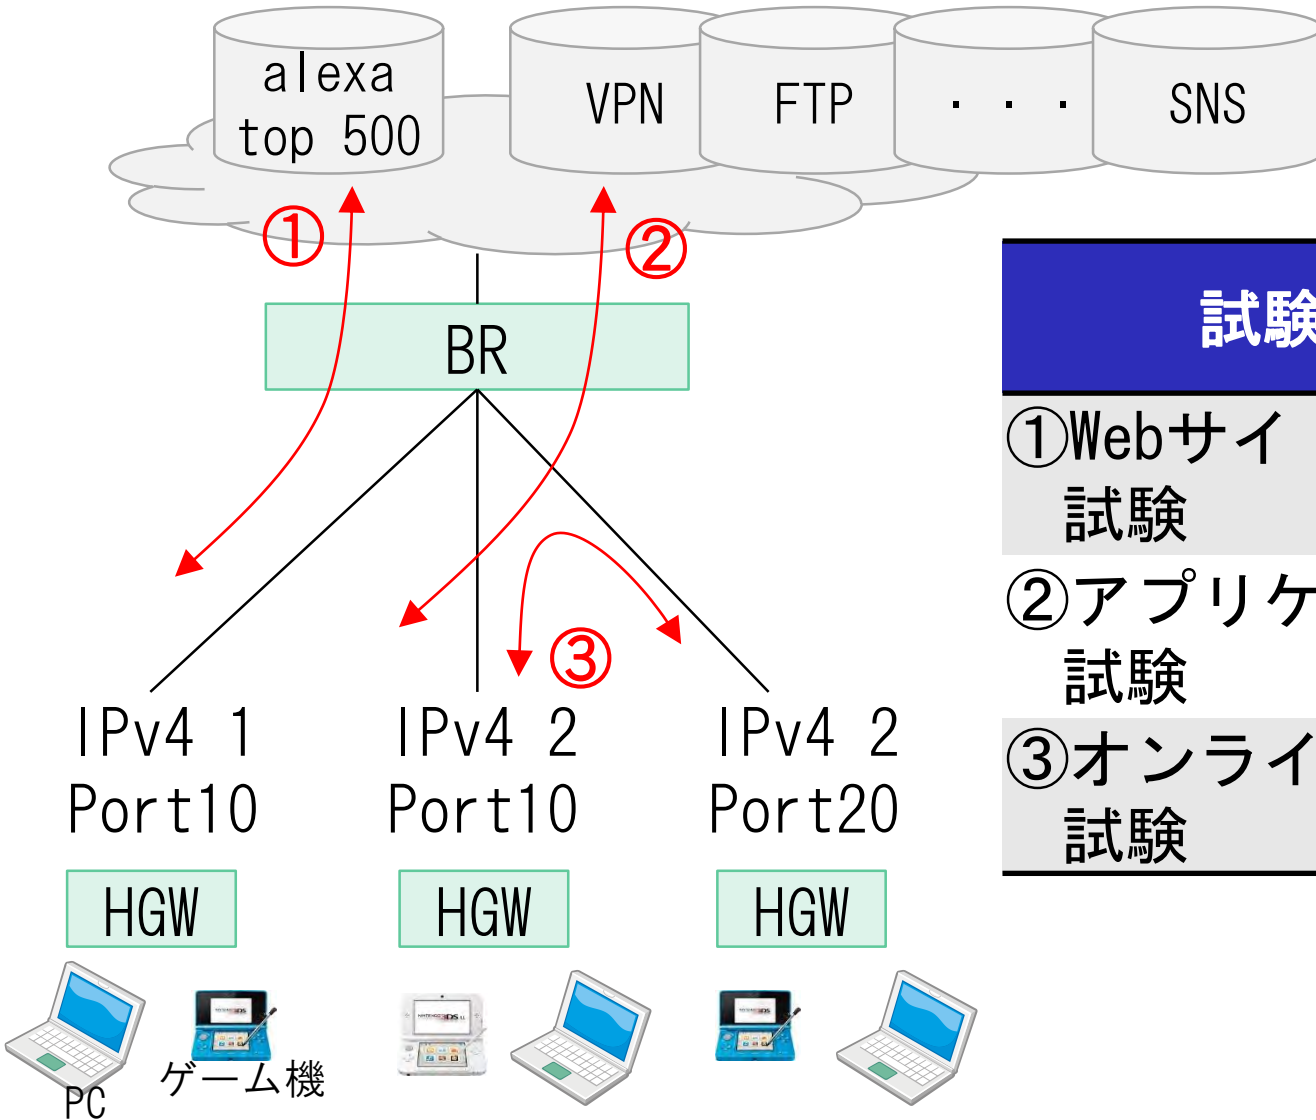 alexa
top 500
VPN
FTP
・・・
SNS
①
②
BR
③
IPv4 1
Port10
IPv4 2
Port10
IPv4 2
Port20
HGW
HGW
HGW
PC
ゲーム機
試験
①Webサイ
試験
②アプリケ
試験
③オンライ
試験